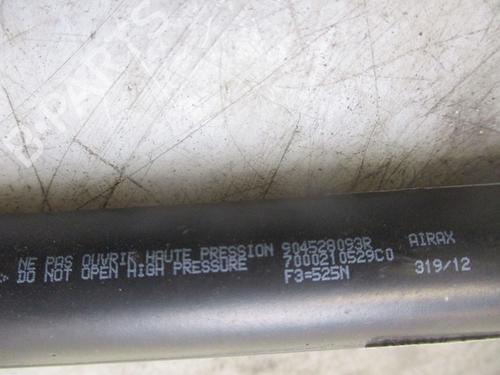 NE PAS OUVRIR HAUTE PRESSION 904528093R AIRAX
DO NOT OPEN HIGH PRESSURE 7000210529C0 319/12
F3=525N